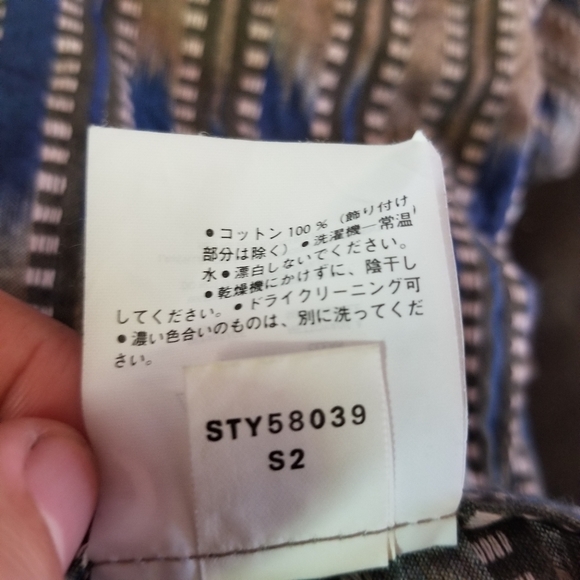 ●コットン100%(飾り付け
部分は除く)●洗濯機―常温
水●漂白しないでください。
●乾燥機にかけずに、陰干し
してください。●ドライクリーニング可
●濃い色合いのものは、別に洗ってくだ
さい。
STY58039
S2